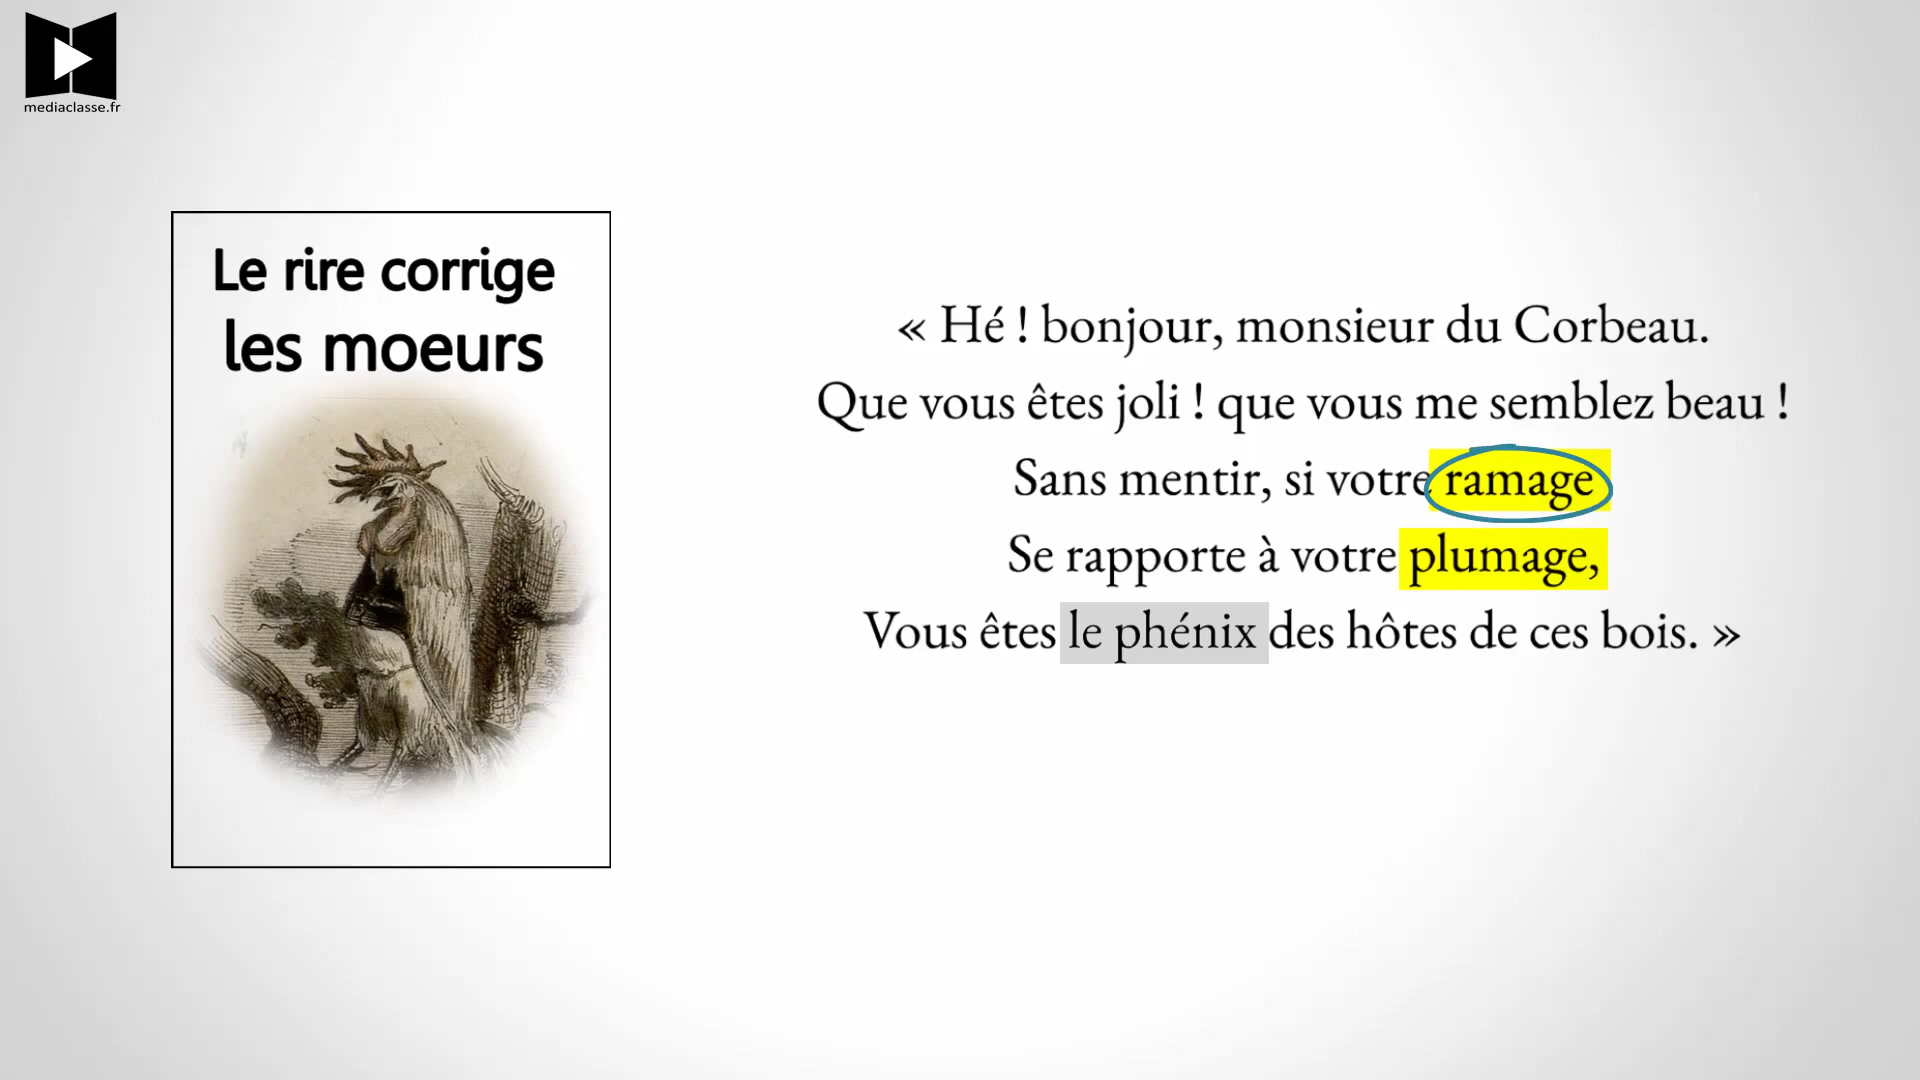 mediaclasse.fr
Le rire corrige
les moeurs
« Hé ! bonjour, monsieur du Corbeau.
Que vous êtes joli ! que vous me semblez beau !
Sans mentir, si votre ramage
Se rapporte à votre plumage,
Vous êtes le phénix des hôtes de ces bois. »